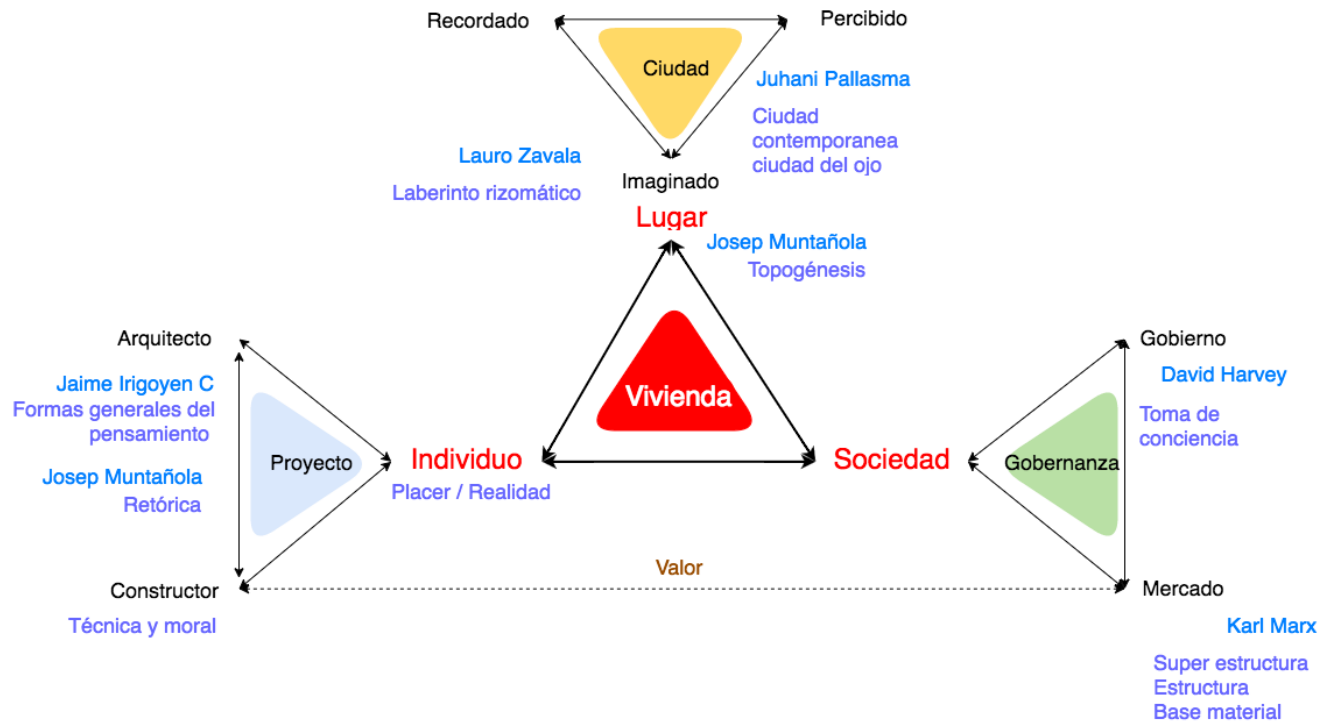 Recordado
Percibido
Ciudad
Juhani Pallasma
Ciudad
contemporanea
ciudad del ojo
Lauro Zavala
Laberinto rizomático
Imaginado
Lugar
Josep Muntañola
Topogénesis
Vivienda
Arquitecto
Jaime Irigoyen C
Formas generales del
pensamiento
Josep Muntañola
Retórica
Proyecto
Individuo
Placer / Realidad
Constructor
Técnica y moral
Sociedad
Gobierno
David Harvey
Toma de
conciencia
Gobernanza
Valor
Mercado
Karl Marx
Super estructura
Estructura
Base material